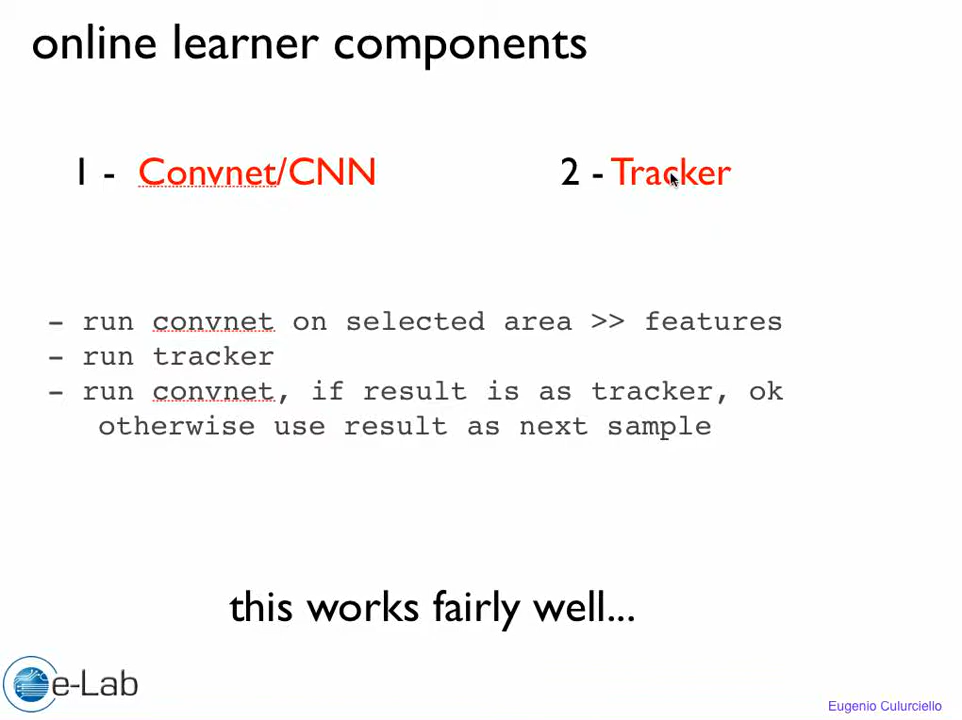 online learner components
1 - Convnet/CNN 2 - Tracker
- run convnet on selected area >> features
- run tracker
- run convnet, if result is as tracker, ok
otherwise use result as next sample
this works fairly well...
e-Lab
Eugenio Culurciello